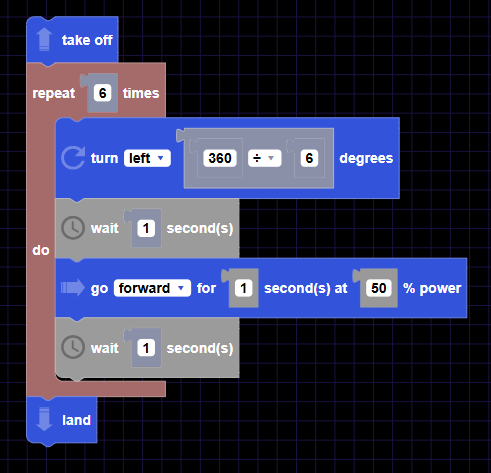 take off
repeat 6 times
turn left 360 ÷ 6 degrees
wait 1 second(s)
do
go forward for 1 second(s) at 50 % power
wait 1 second(s)
land